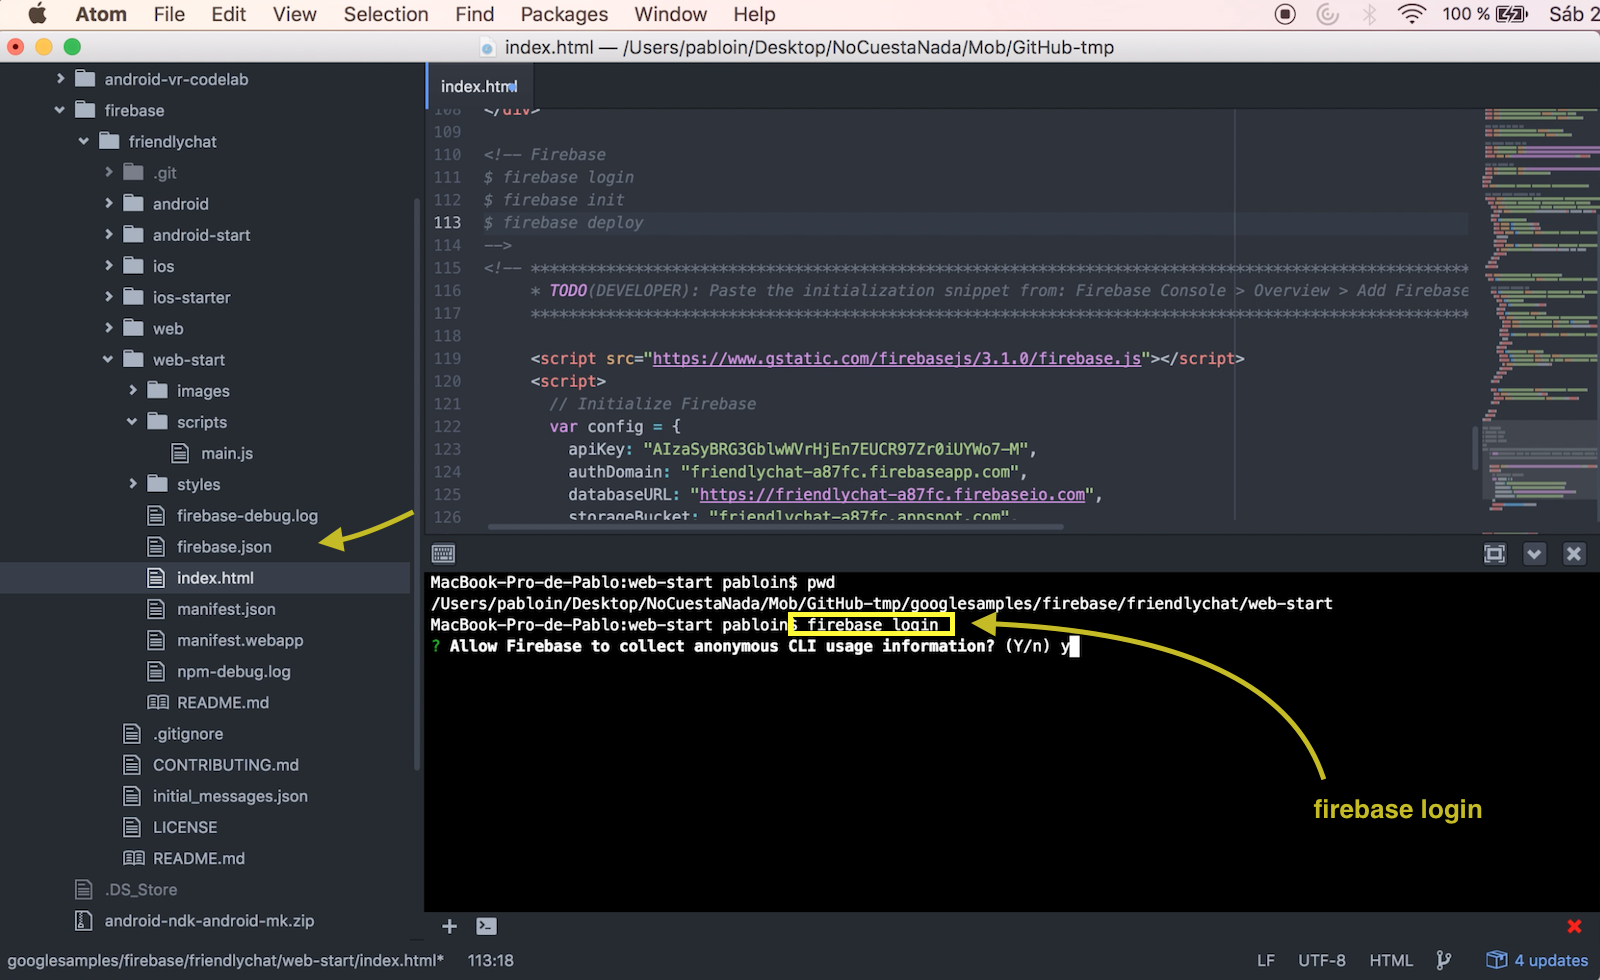 Atom File Edit View Selection Find Packages Window Help 100 % Sáb 2
index.html — /Users/pabloin/Desktop/NoCuestaNada/Mob/GitHub-tmp
android-vr-codelab
firebase
friendlychat
.git
android
android-start
ios
ios-starter
web
web-start
images
scripts
main.js
styles
firebase-debug.log
firebase.json
index.html
manifest.json
manifest.webapp
npm-debug.log
README.md
.gitignore
CONTRIBUTING.md
initial_messages.json
LICENSE
README.md
.DS_Store
android-ndk-android-mk.zip
index.html
108 </div>
109
110 <!-- Firebase
111 $ firebase login
112 $ firebase init
113 $ firebase deploy
114 -->
115 <!-- ****************************************************************************************************
116 * TODO(DEVELOPER): Paste the initialization snippet from: Firebase Console > Overview > Add Firebase
117 ****************************************************************************************************
118
119 <script src="https://www.gstatic.com/firebasejs/3.1.0/firebase.js"></script>
120 <script>
121 // Initialize Firebase
122 var config = {
123 apiKey: "AIzaSyBRG3GblwWVrHjEn7EUCR97Zr0iUYWo7-M",
124 authDomain: "friendlychat-a87fc.firebaseapp.com",
125 databaseURL: "https://friendlychat-a87fc.firebaseio.com",
126 storageBucket: "friendlychat-a87fc.appspot.com",
MacBook-Pro-de-Pablo:web-start pabloin$ pwd
/Users/pabloin/Desktop/NoCuestaNada/Mob/GitHub-tmp/googlesamples/firebase/friendlychat/web-start
MacBook-Pro-de-Pablo:web-start pabloin$ firebase login
? Allow Firebase to collect anonymous CLI usage information? (Y/n) y
firebase login
googlesamples/firebase/friendlychat/web-start/index.html* 113:18 LF UTF-8 HTML 4 updates